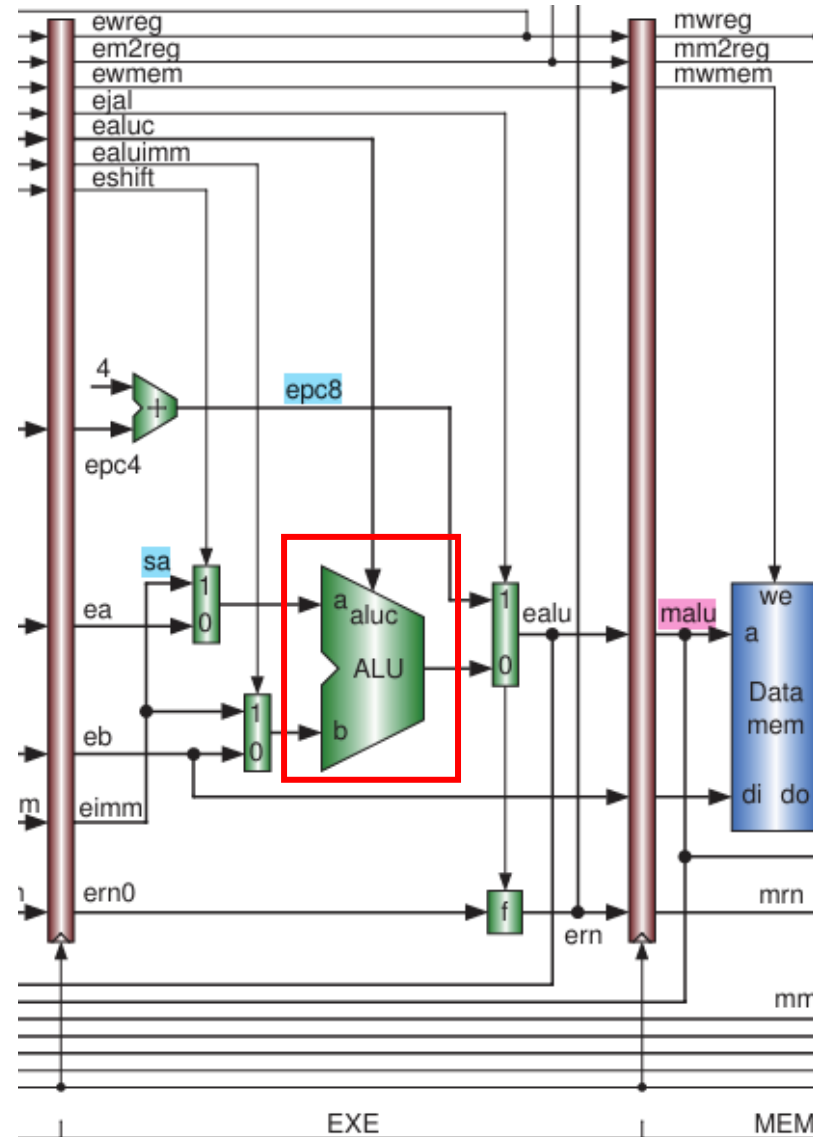 ewreg
mwreg
em2reg
mm2reg
ewmem
mwmem
ejal
ealuc
ealuimm
eshift
4
+
epc8
epc4
sa
1
0
ea
a
aluc
ALU
b
1
0
ealu
malu
we
a
Data
mem
di do
1
0
eb
m
eimm
ern0
f
ern
mrn
mm
EXE
MEM